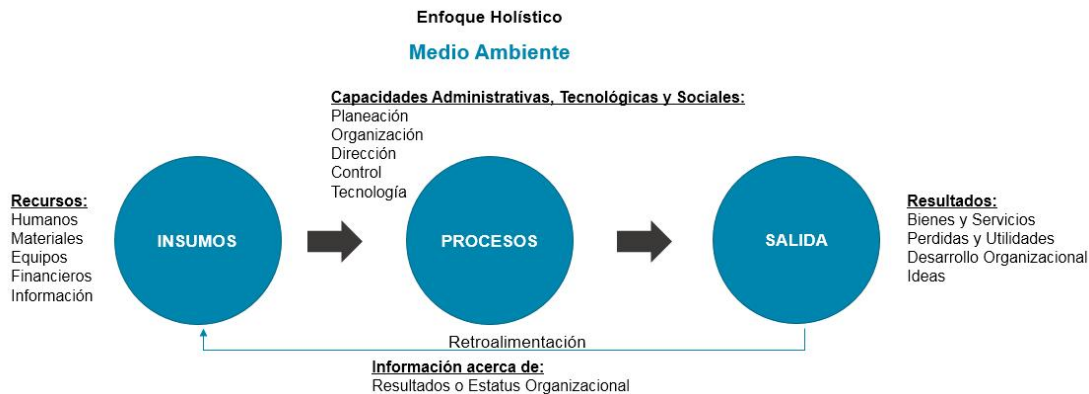 Enfoque Holístico
Medio Ambiente
Capacidades Administrativas, Tecnológicas y Sociales:
Planeación
Organización
Dirección
Control
Tecnología
Recursos:
Humanos
Materiales
Equipos
Financieros
Información
INSUMOS
PROCESOS
SALIDA
Resultados:
Bienes y Servicios
Perdidas y Utilidades
Desarrollo Organizacional
Ideas
Retroalimentación
Información acerca de:
Resultados o Estatus Organizacional